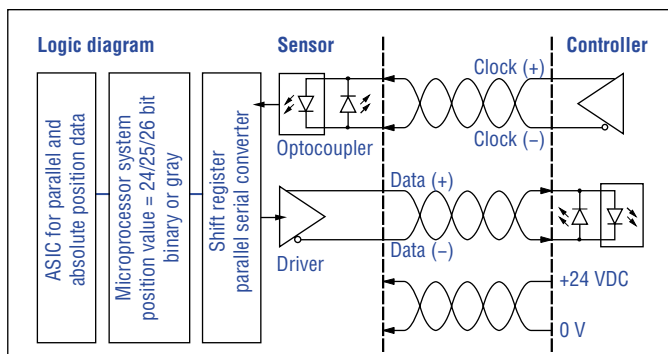 Logic diagram
Sensor
Controller
ASIC for parallel and
absolute position data
Microprocessor system
position value = 24/25/26 bit
binary or gray
Shift register
parallel serial converter
Optocoupler
Driver
Clock (+)
Clock (−)
Data (+)
Data (−)
+24 VDC
0 V